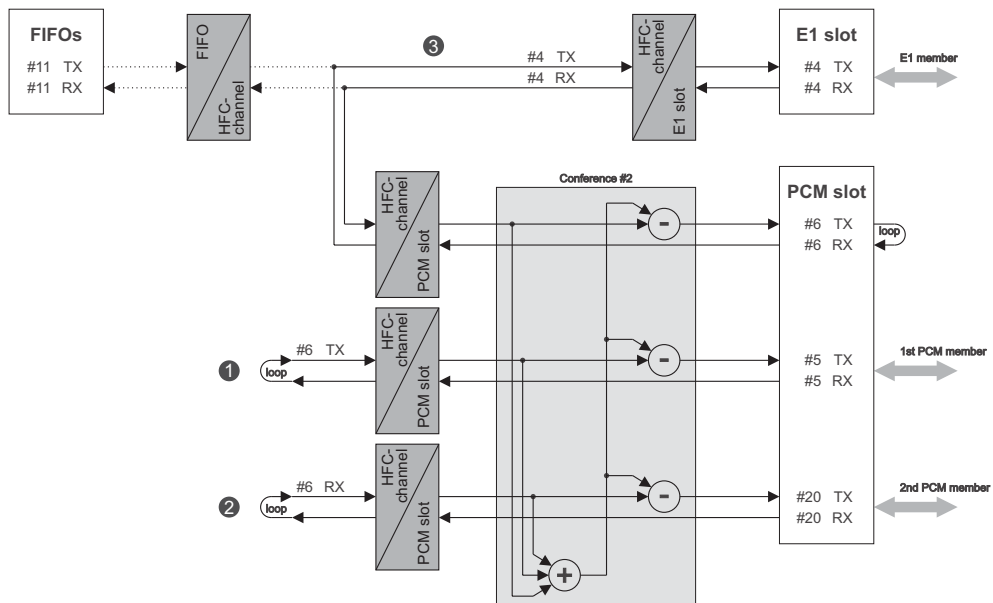 FIFOs
#11 TX
#11 RX
FIFO
HFC-
channel
3
#4 TX
#4 RX
HFC-
channel
E1 slot
E1 slot
#4 TX
#4 RX
E1 member
HFC-
channel
PCM slot
Conference #2
-
PCM slot
#6 TX
#6 RX
loop
1
loop
#6 TX
HFC-
channel
PCM slot
-
#5 TX
#5 RX
1st PCM member
2
loop
#6 RX
HFC-
channel
PCM slot
-
#20 TX
#20 RX
2nd PCM member
+